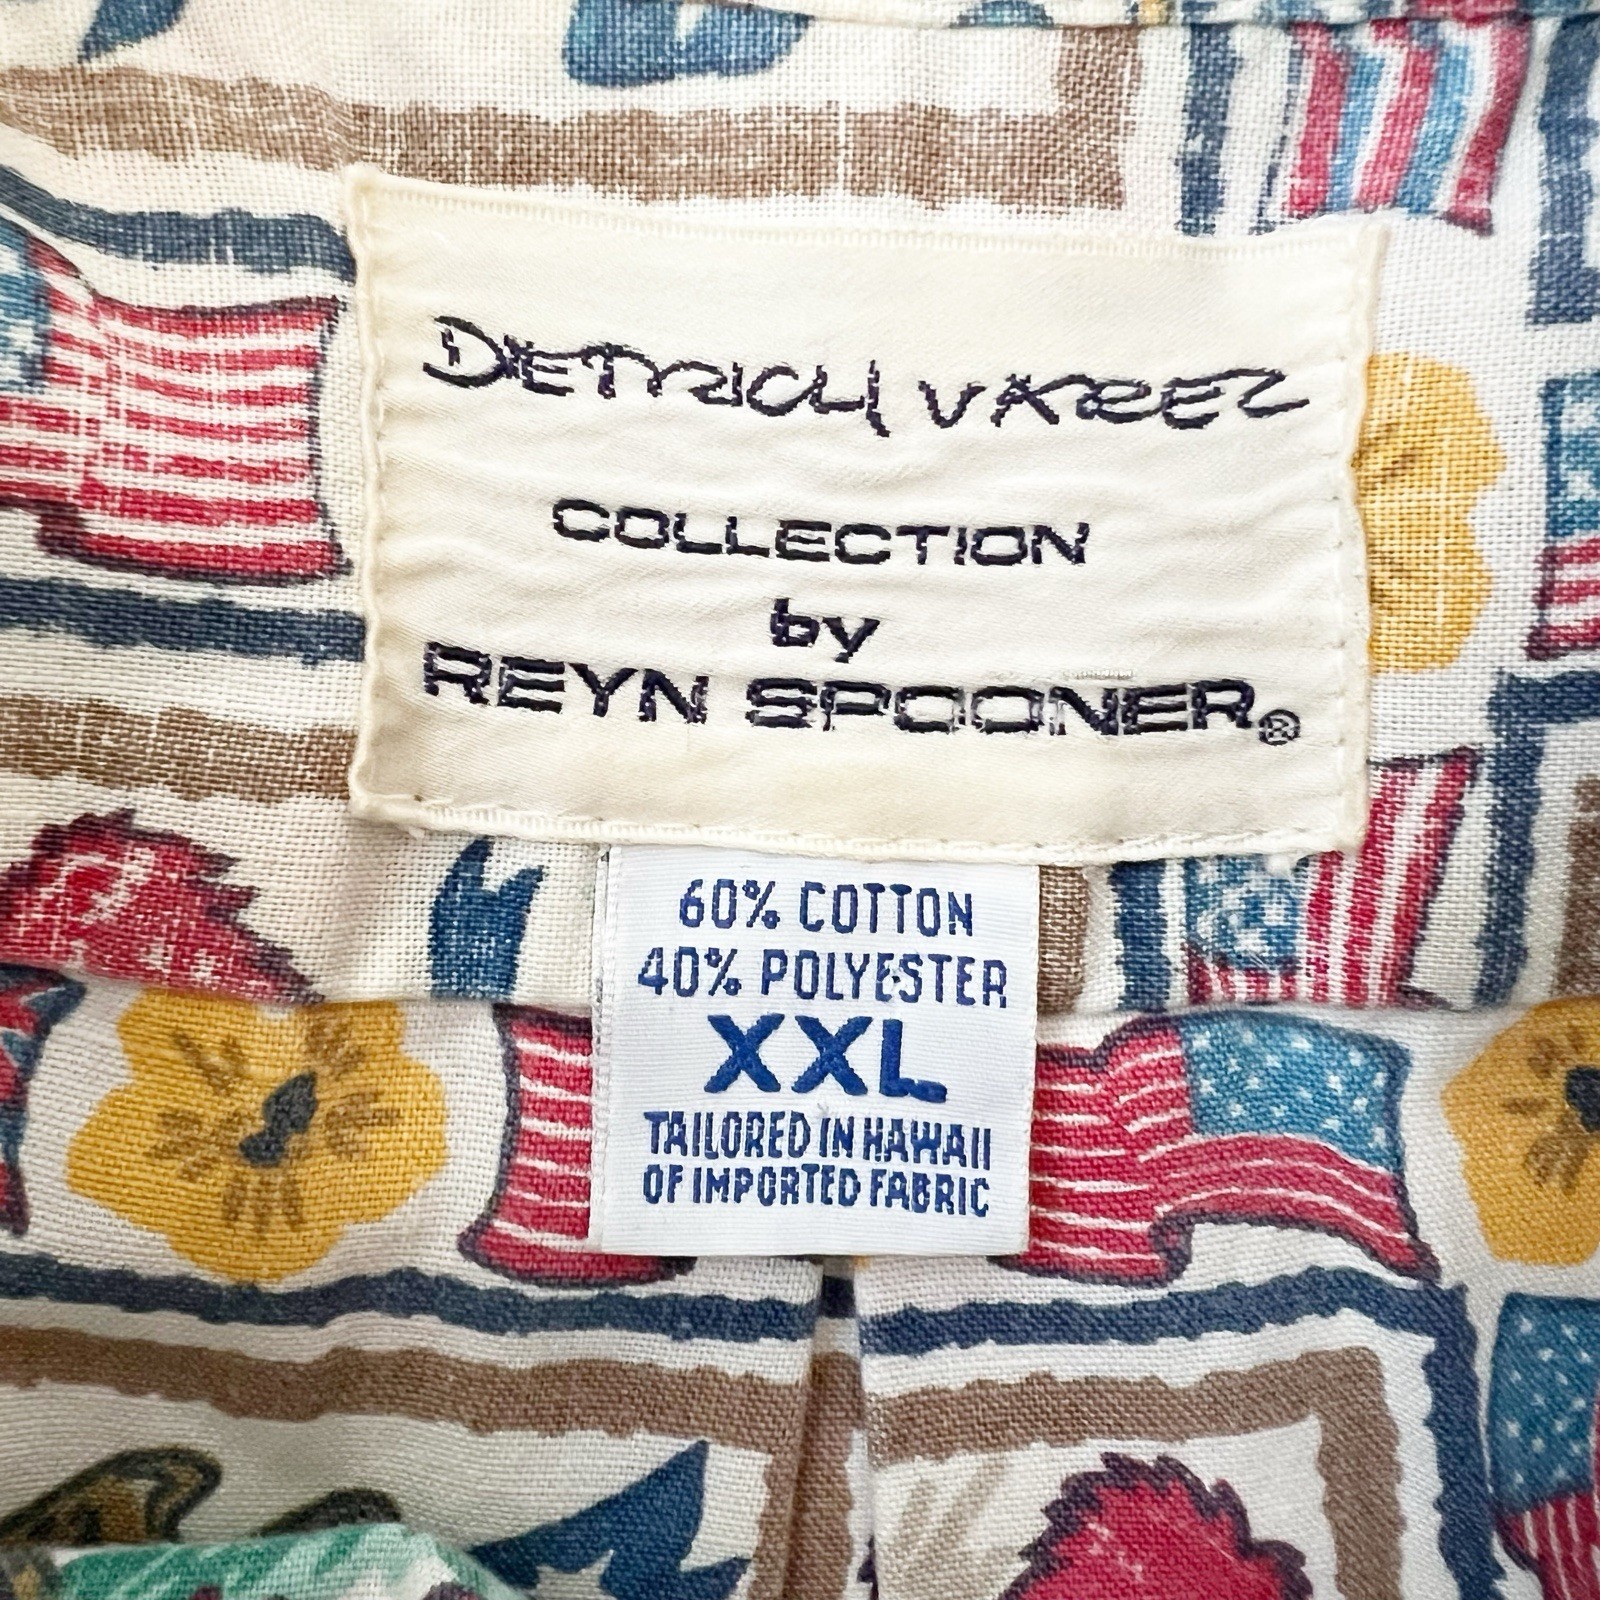 DIETRICH VAREZ
COLLECTION
by
REYN SPOONER®
60% COTTON
40% POLYESTER
XXL
TAILORED IN HAWAII
OF IMPORTED FABRIC